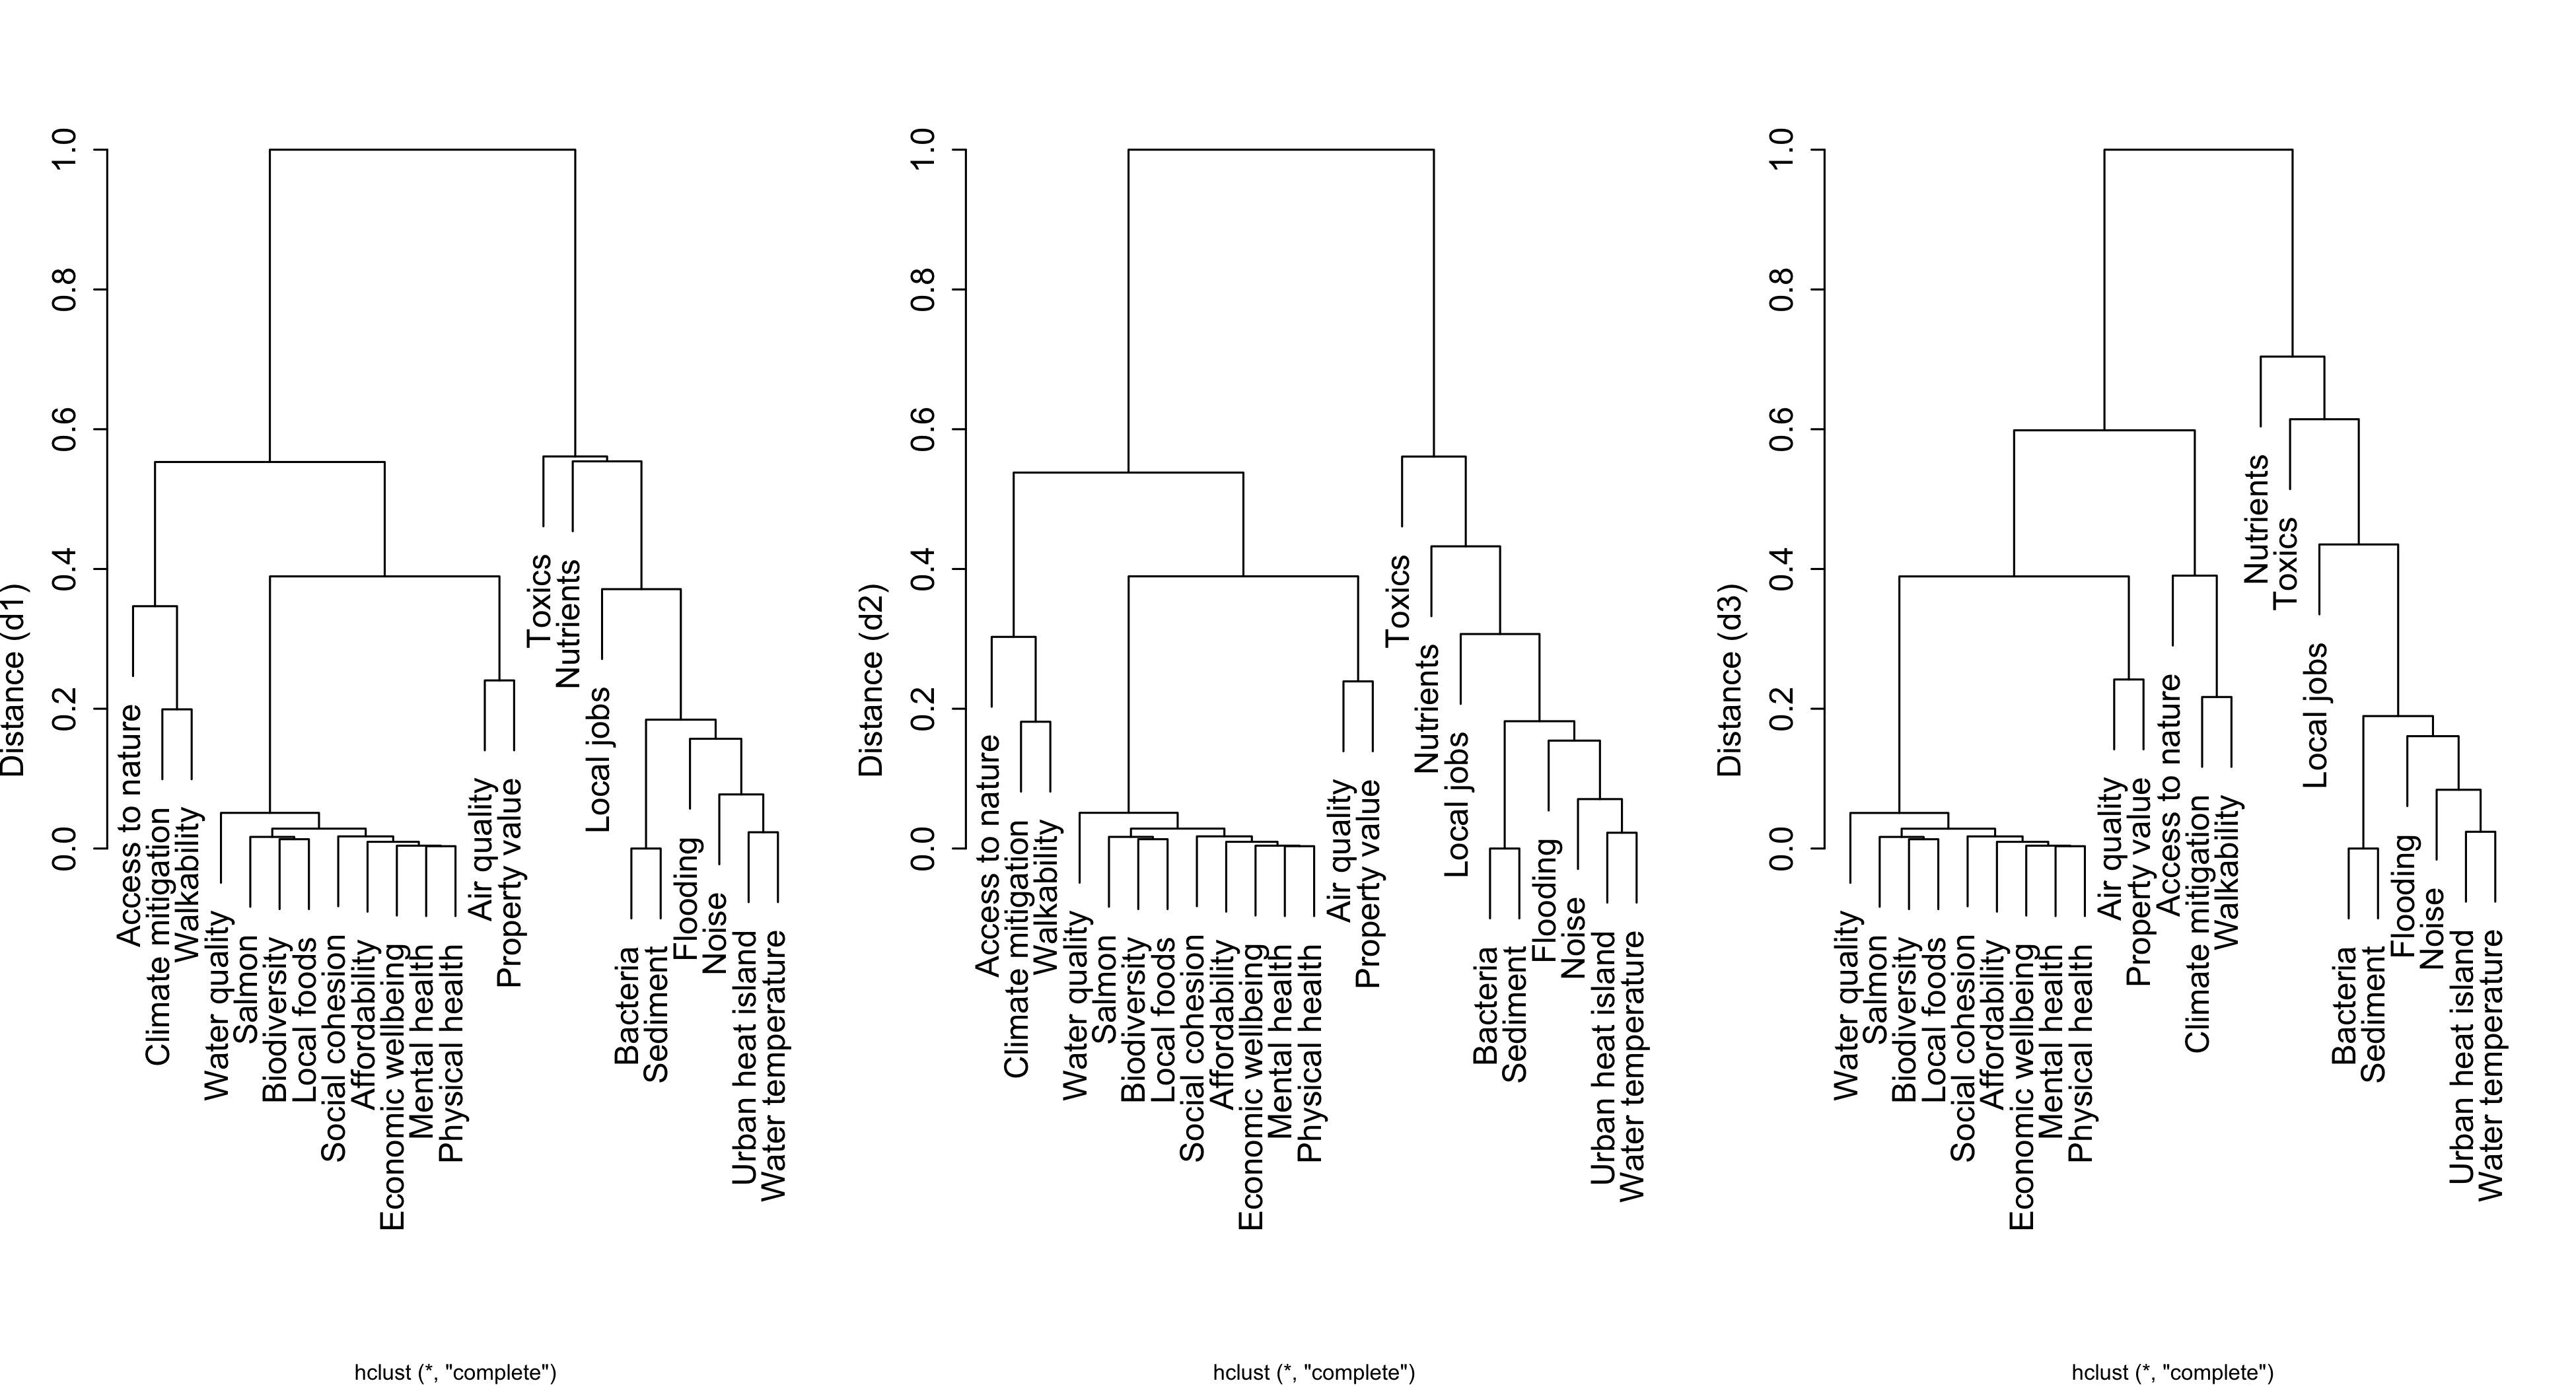 Distance (d1)
1.0
0.8
0.6
0.4
0.2
0.0
Access to nature
Climate mitigation
Walkability
Water quality
Salmon
Biodiversity
Local foods
Social cohesion
Affordability
Economic wellbeing
Mental health
Physical health
Air quality
Property value
Toxics
Nutrients
Local jobs
Bacteria
Sediment
Flooding
Noise
Urban heat island
Water temperature
hclust (*, "complete")
Distance (d2)
1.0
0.8
0.6
0.4
0.2
0.0
Access to nature
Climate mitigation
Walkability
Water quality
Salmon
Biodiversity
Local foods
Social cohesion
Affordability
Economic wellbeing
Mental health
Physical health
Air quality
Property value
Toxics
Nutrients
Local jobs
Bacteria
Sediment
Flooding
Noise
Urban heat island
Water temperature
hclust (*, "complete")
Distance (d3)
1.0
0.8
0.6
0.4
0.2
0.0
Water quality
Salmon
Biodiversity
Local foods
Social cohesion
Affordability
Economic wellbeing
Mental health
Physical health
Air quality
Property value
Access to nature
Climate mitigation
Walkability
Nutrients
Toxics
Local jobs
Bacteria
Sediment
Flooding
Noise
Urban heat island
Water temperature
hclust (*, "complete")